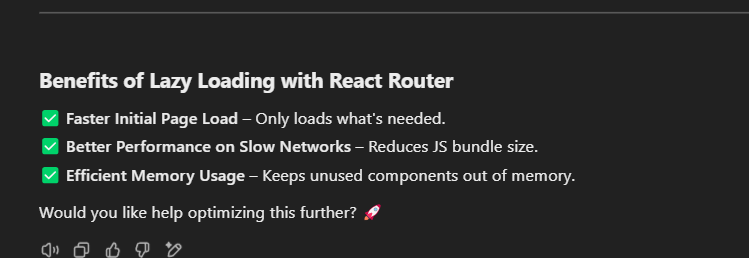 Benefits of Lazy Loading with React Router
✅ Faster Initial Page Load – Only loads what's needed.
✅ Better Performance on Slow Networks – Reduces JS bundle size.
✅ Efficient Memory Usage – Keeps unused components out of memory.
Would you like help optimizing this further? 🚀